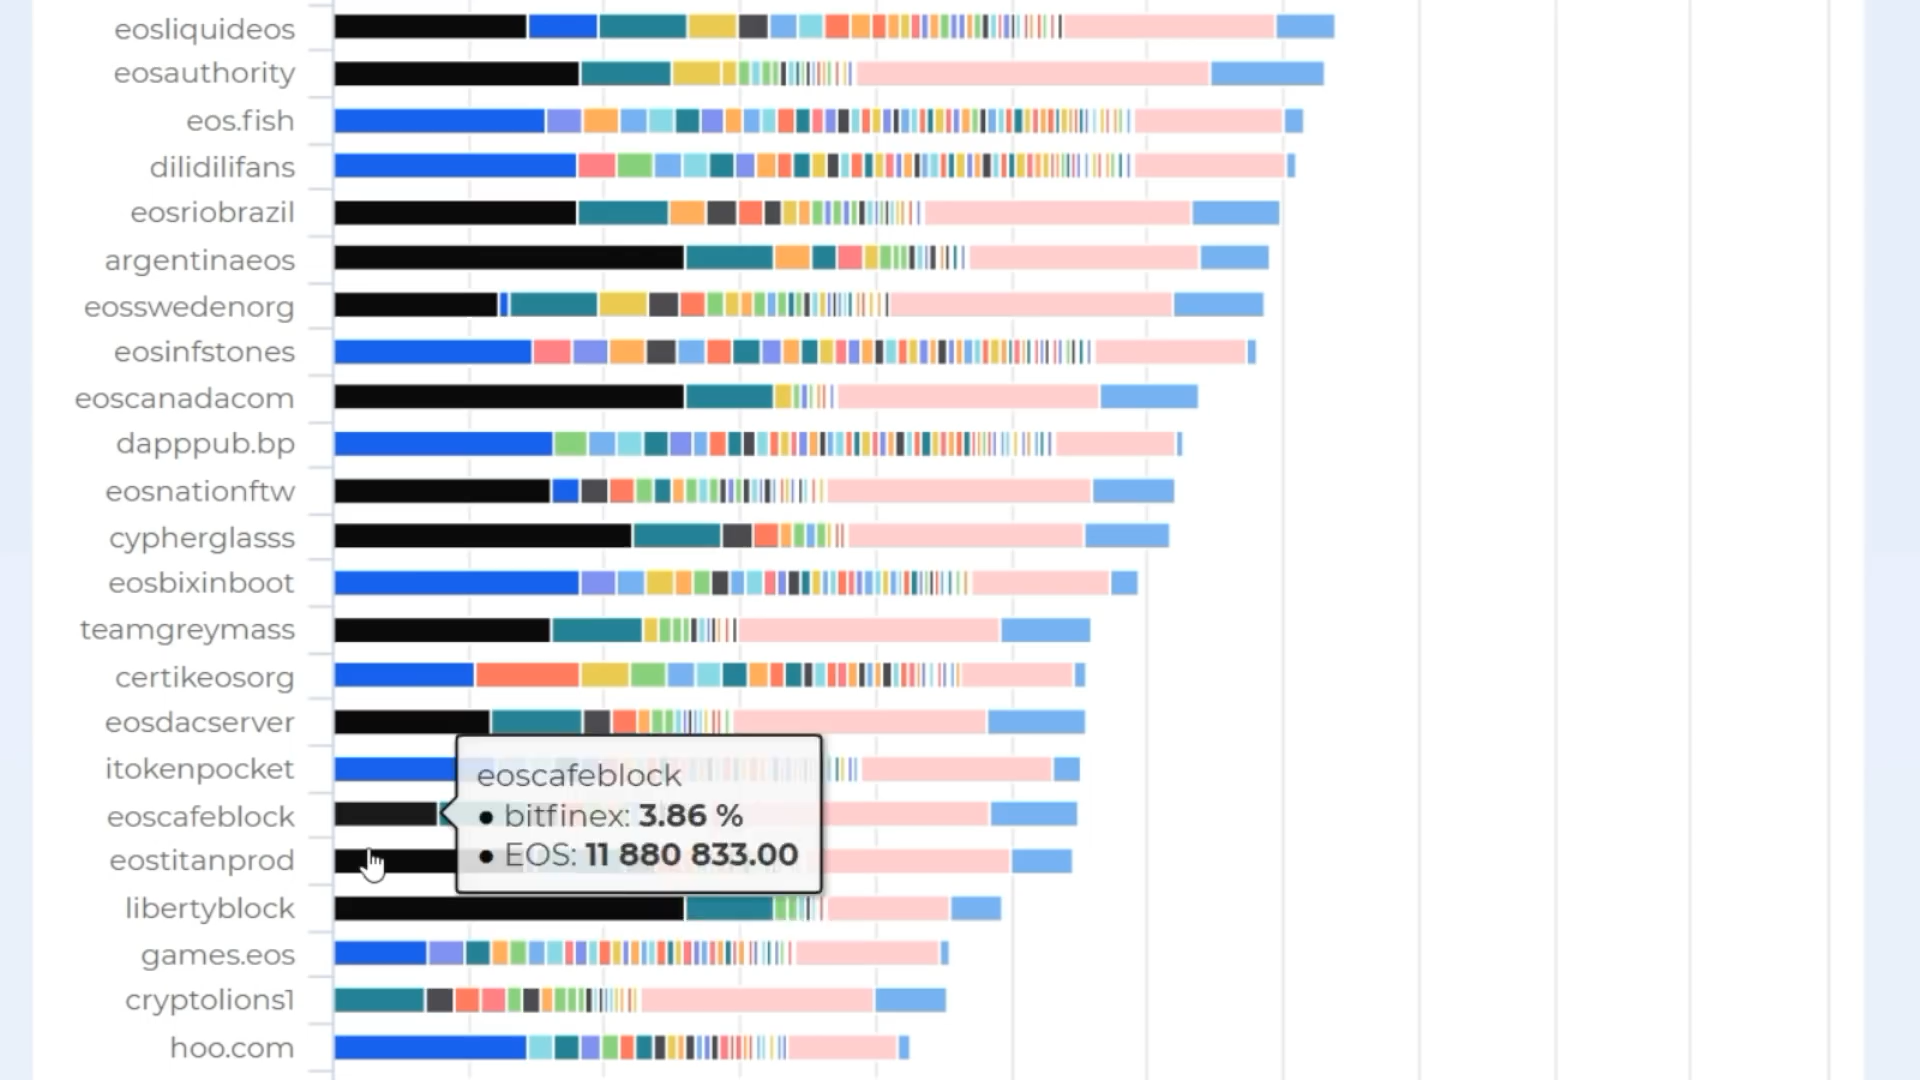 eosliquideos
eosauthority
eos.fish
dilidilifans
eosriobrazil
argentinaeos
eosswedenorg
eosinfstones
eoscanadacom
dapppub.bp
eosnationftw
cypherglasss
eosbixinboot
teamgreymass
certikeosorg
eosdacserver
itokenpocket
eoscafeblock
eoscafeblock
● bitfinex: 3.86 %
● EOS: 11 880 833.00
eostitanprod
libertyblock
games.eos
cryptolions1
hoo.com